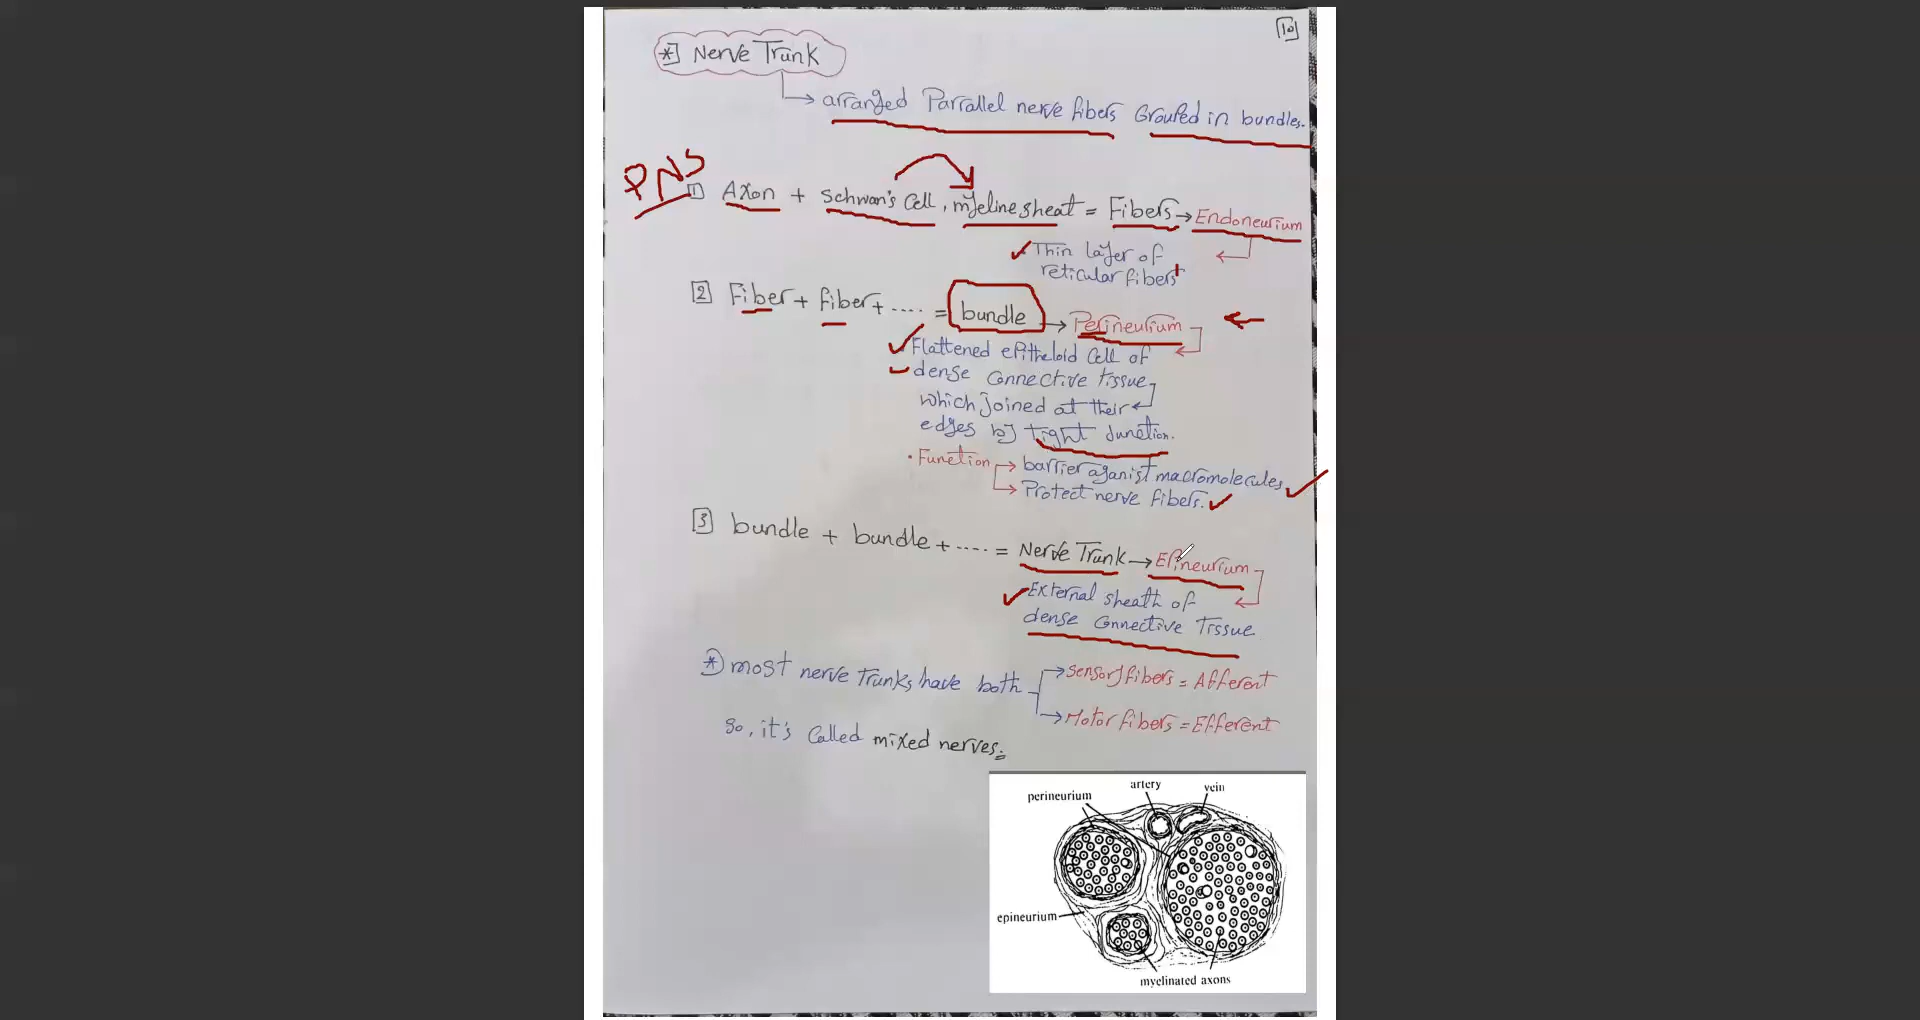 10
*] Nerve Trunk
arranged Parrallel nerve fibers Grouped in bundles.
PNS
1 Axon + Schwan's Cell, myeline sheat = Fibers → Endoneurium
Thin layer of
reticular fibers
2 Fiber + fiber + .... = bundle → Perineurium
Flattened epitheloid Cell of
dense Connective tissue
which joined at their
edges by tight Junction.
• Function → barrier aganist macromolecules
→ Protect nerve fibers.
3 bundle + bundle + .... = Nerve Trunk → Epineurium
External sheath of
dense Connective Tissue
* most nerve Trunks have both → Sensory fibers = Afferent
→ Motor fibers = Efferent
So, it's Called mixed nerves.
artery
vein
perineurium
epineurium
myelinated axons